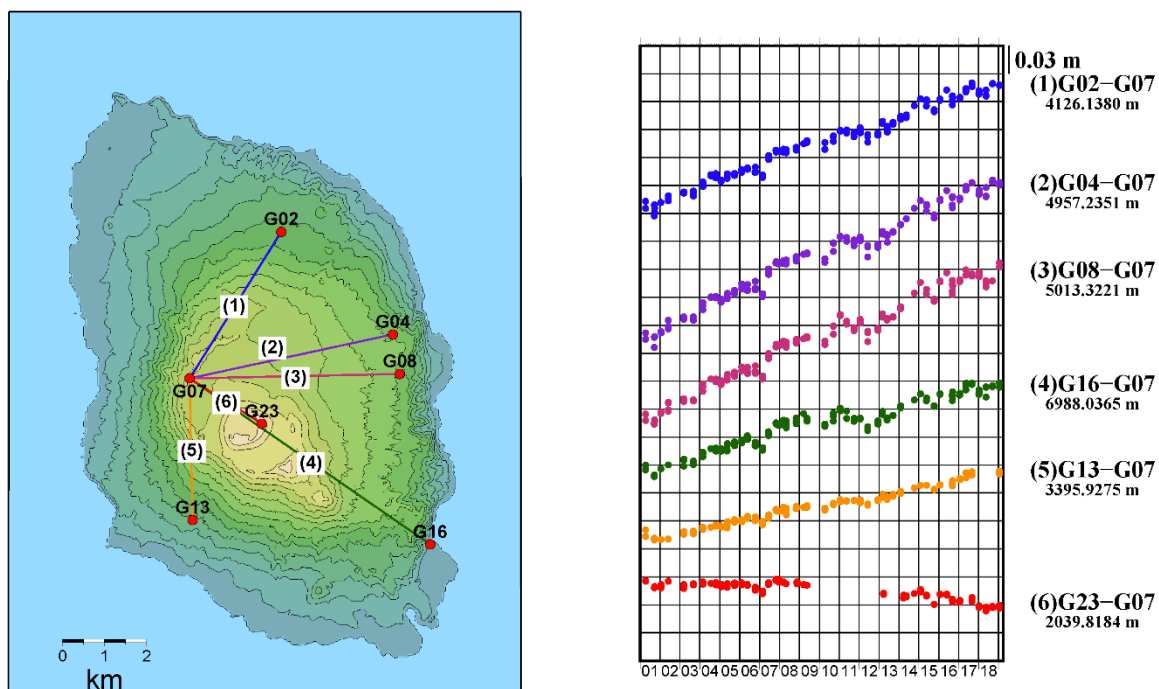 G02
(1)
G04
(2)
G08
(3)
G07
(6)
G23
(5)
(4)
G13
G16
0 1 2
km
0.03 m
(1)G02−G07
4126.1380 m
(2)G04−G07
4957.2351 m
(3)G08−G07
5013.3221 m
(4)G16−G07
6988.0365 m
(5)G13−G07
3395.9275 m
(6)G23−G07
2039.8184 m
01 02 03 04 05 06 07 08 09 10 11 12 13 14 15 16 17 18